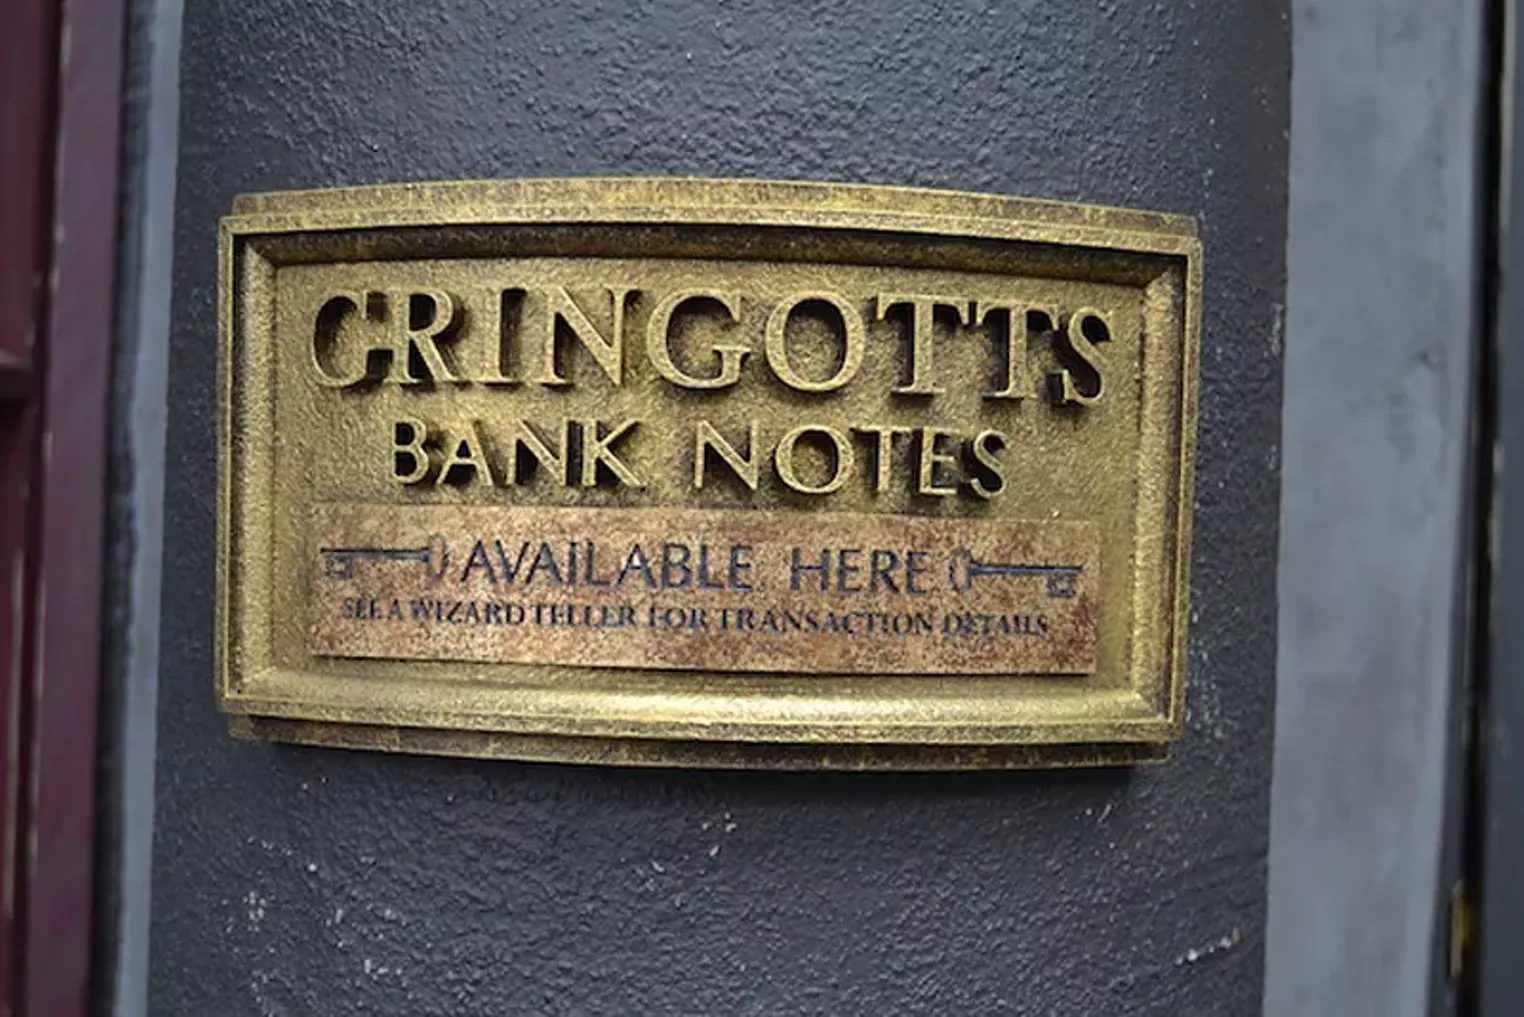 GRINGOTTS
BANK NOTES
AVAILABLE HERE
SEE A WIZARD TELLER FOR TRANSACTION DETAILS